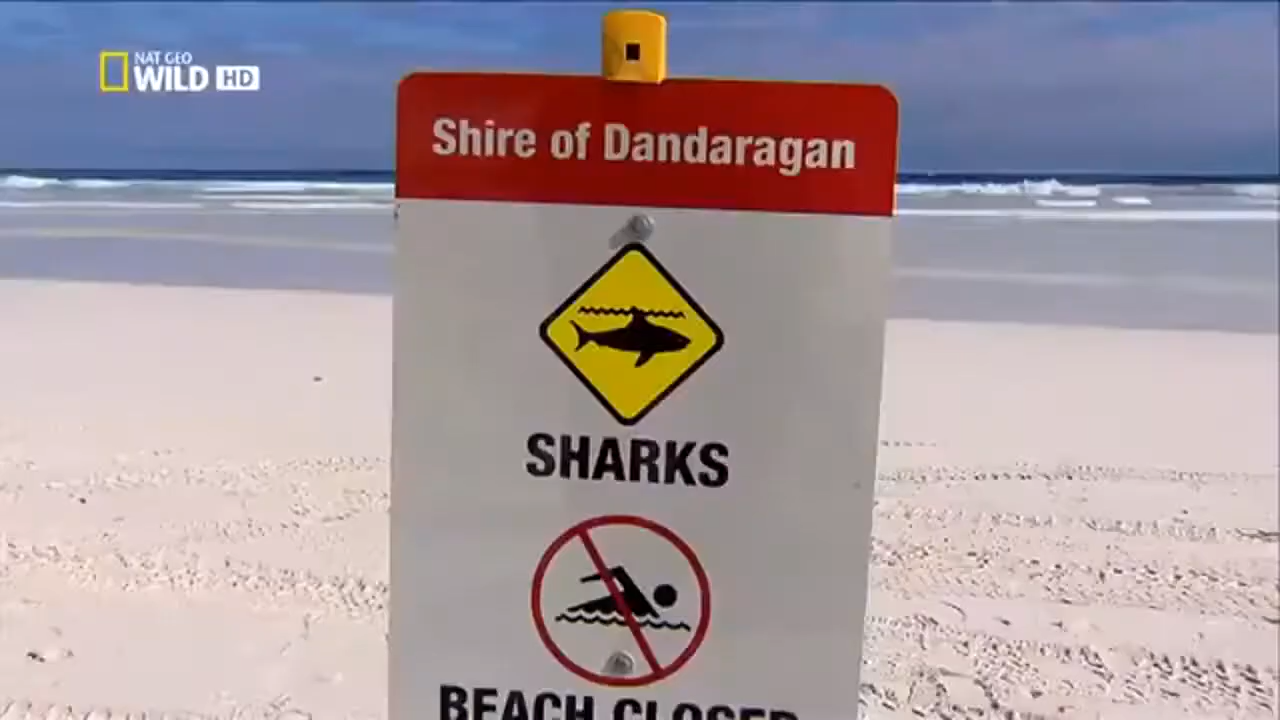 NAT GEO
WILD HD
Shire of Dandaragan
SHARKS
BEACH CLOSED